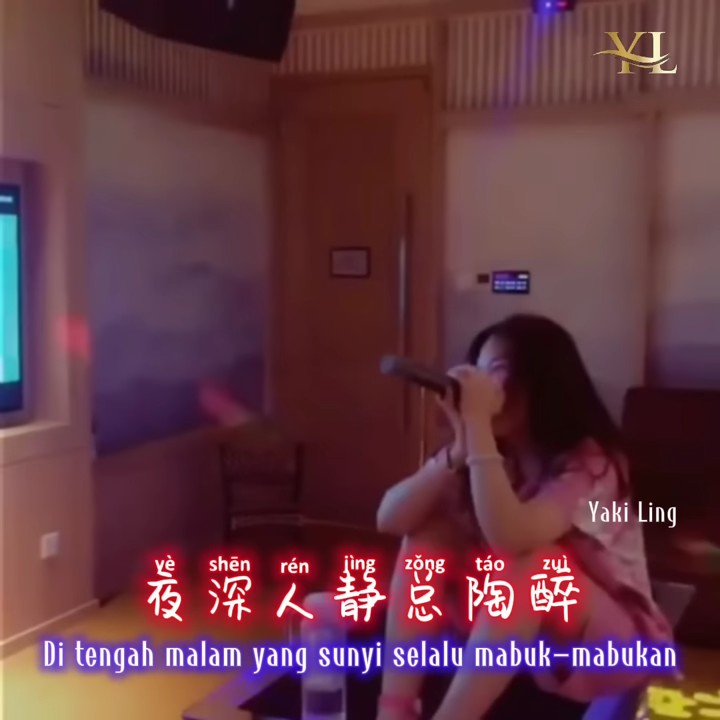 YL
Yaki Ling
yè shēn rén jìng zǒng táo zuì
夜深人静总陶醉
Di tengah malam yang sunyi selalu mabuk-mabukan